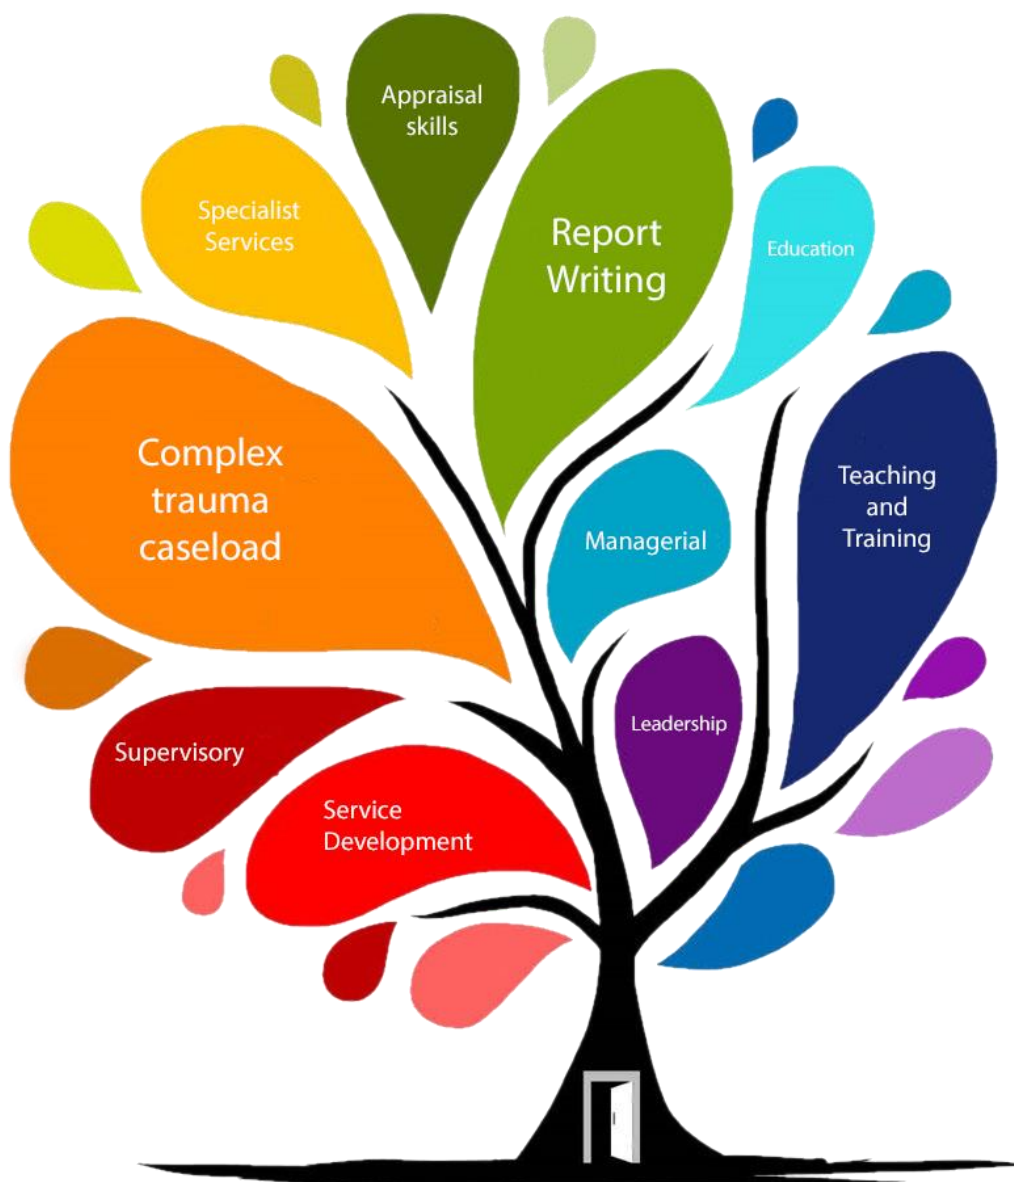 Appraisal
skills
Specialist
Services
Report
Writing
Education
Complex
trauma
caseload
Teaching
and
Training
Managerial
Leadership
Supervisory
Service
Development